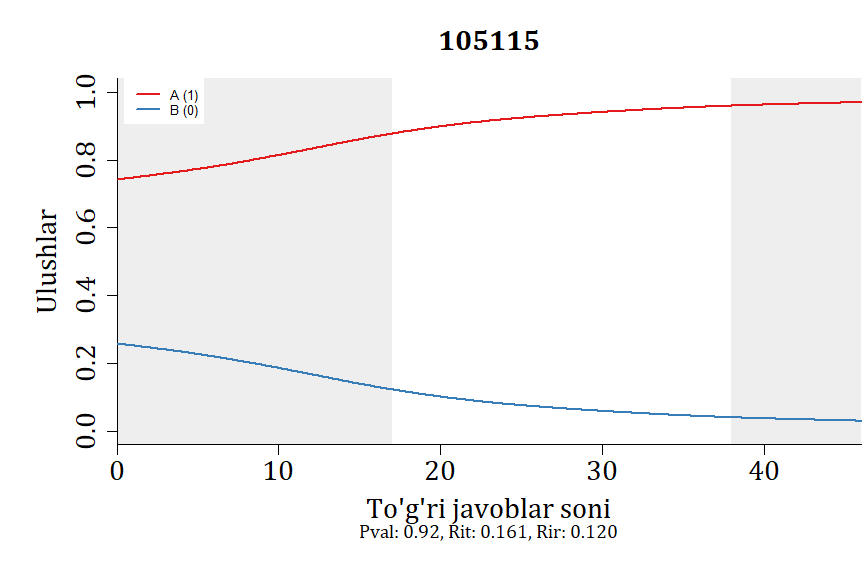 105115
A (1)
B (0)
1.0
0.8
0.6
0.4
0.2
0.0
Ulushlar
0 10 20 30 40
To'g'ri javoblar soni
Pval: 0.92, Rit: 0.161, Rir: 0.120